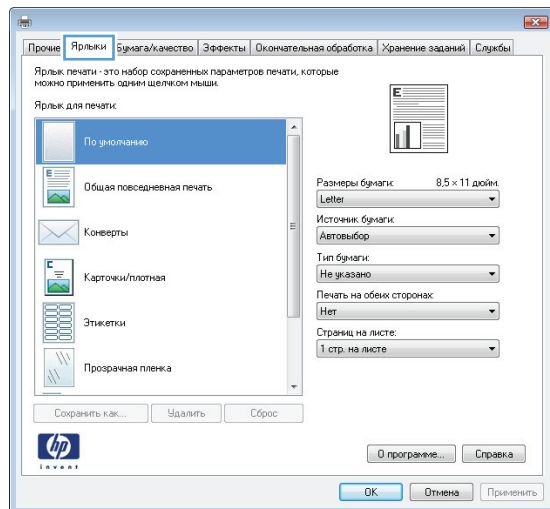 Прочие
Ярлыки
Бумага/качество
Эффекты
Окончательная обработка
Хранение заданий
Службы
Ярлык печати - это набор сохраненных параметров печати, которые
можно применить одним щелчком мыши.
Ярлык для печати:
По умолчанию
Общая повседневная печать
Конверты
Карточки/плотная
Этикетки
Прозрачная пленка
Сохранить как...
Удалить
Сброс
E
Размеры бумаги: 8,5 × 11 дюйм.
Letter
Источник бумаги:
Автовыбор
Тип бумаги:
Не указано
Печать на обеих сторонах:
Нет
Страниц на листе:
1 стр. на листе
hp
invent
О программе...
Справка
OK
Отмена
Применить